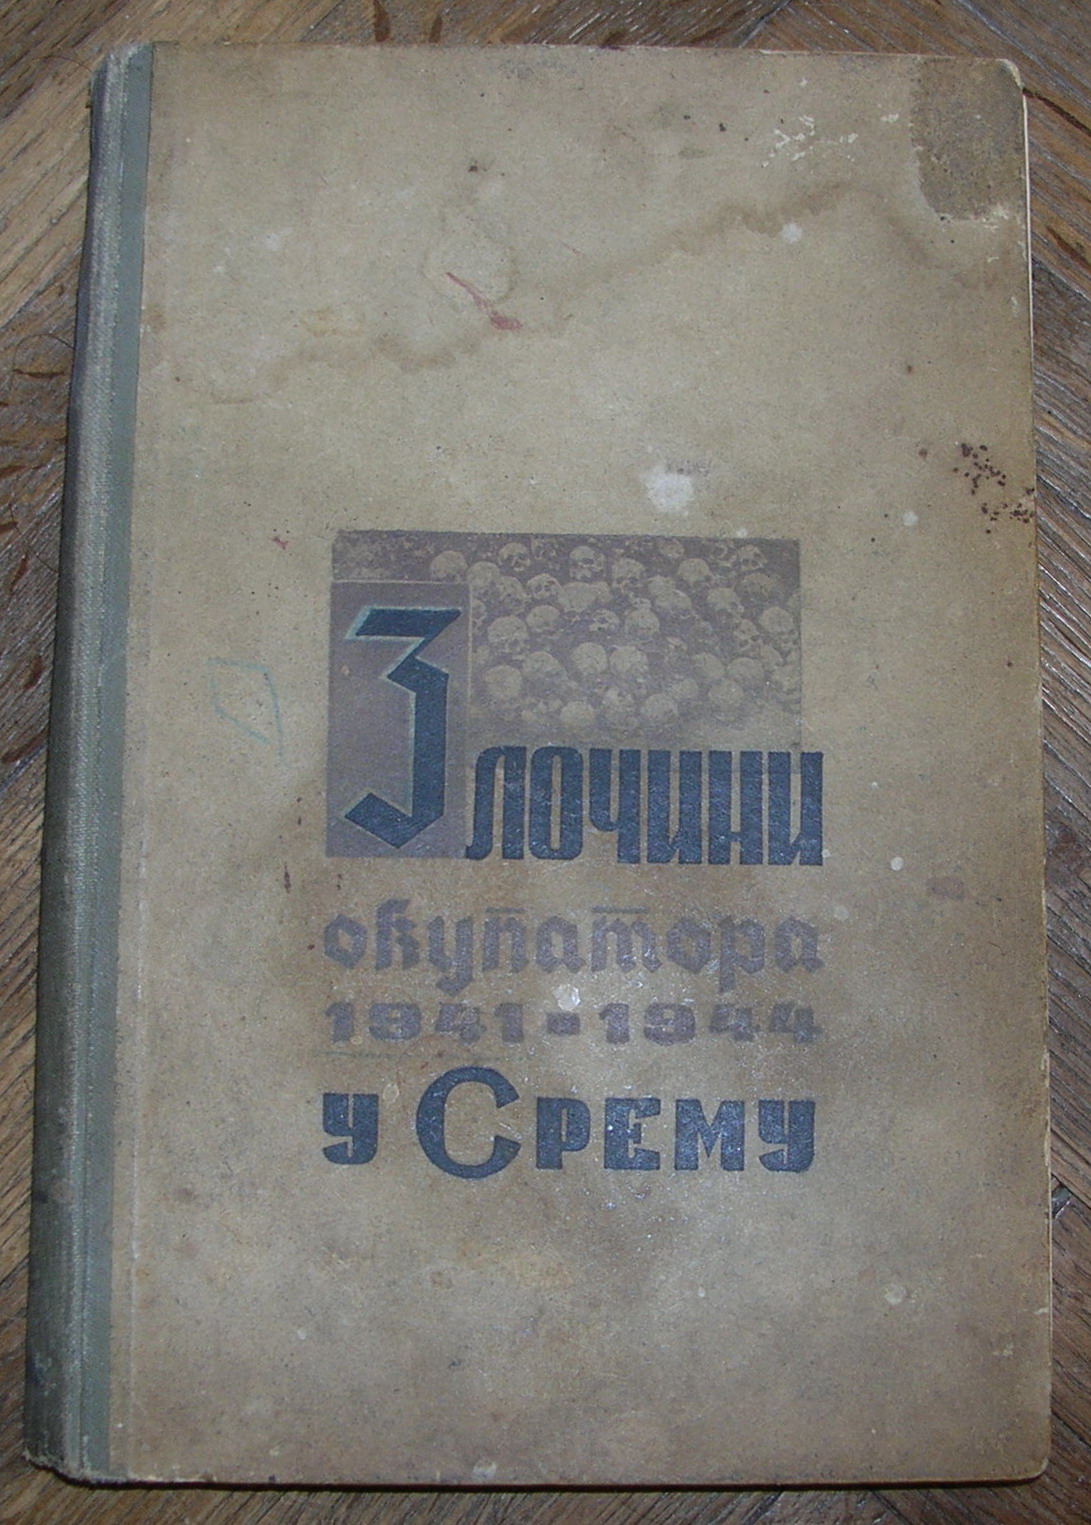 Злочини
окупатора
1941-1944
у Срему